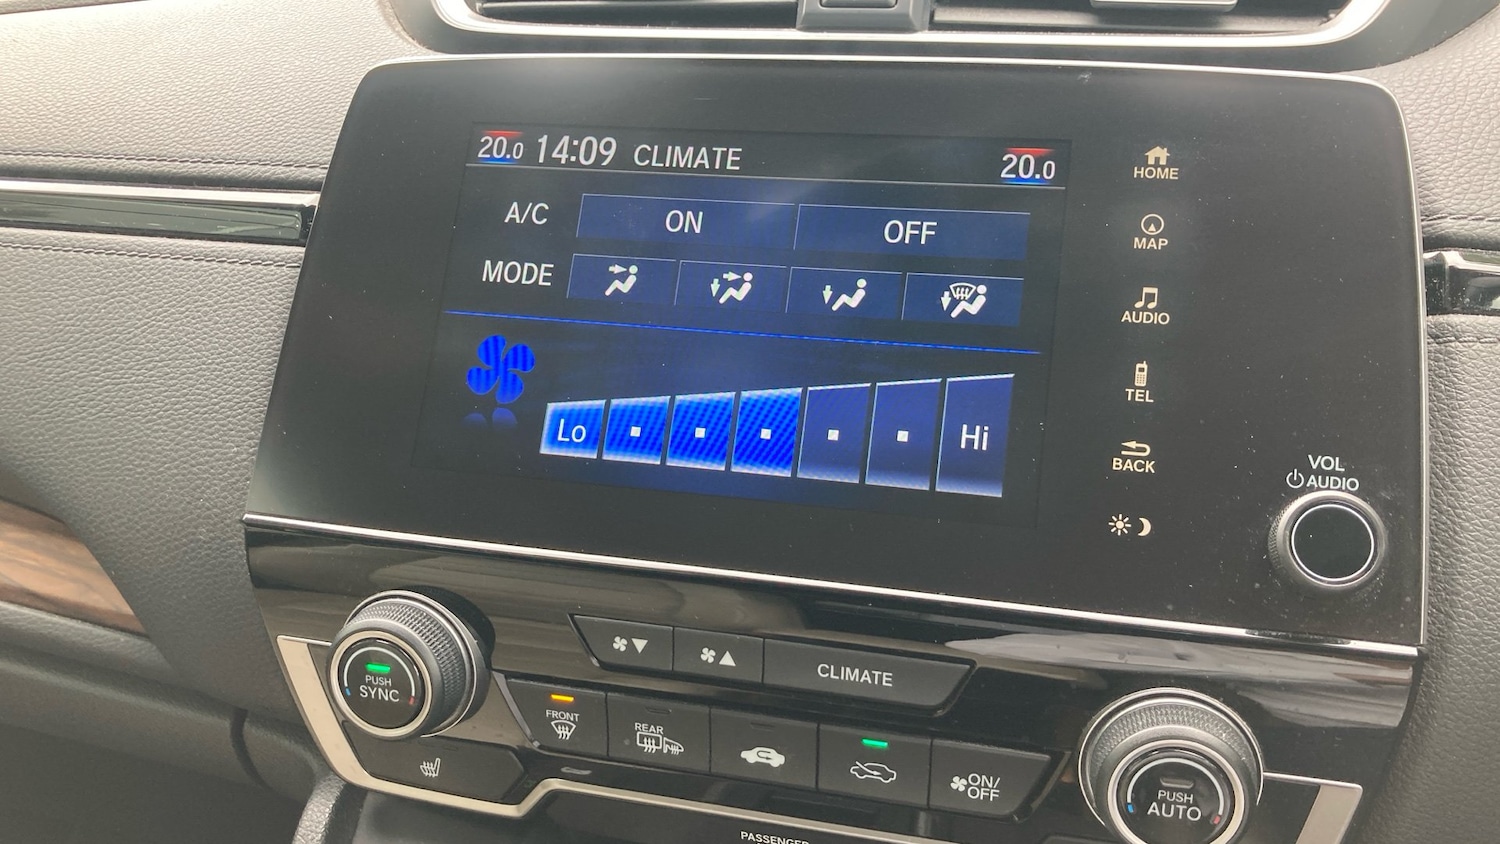 20.0 14:09 CLIMATE 20.0
A/C ON OFF
MODE
Lo Hi
HOME
MAP
AUDIO
TEL
BACK
VOL
AUDIO
PUSH
SYNC
CLIMATE
FRONT
REAR
ON/
OFF
PUSH
AUTO
PASSENGER